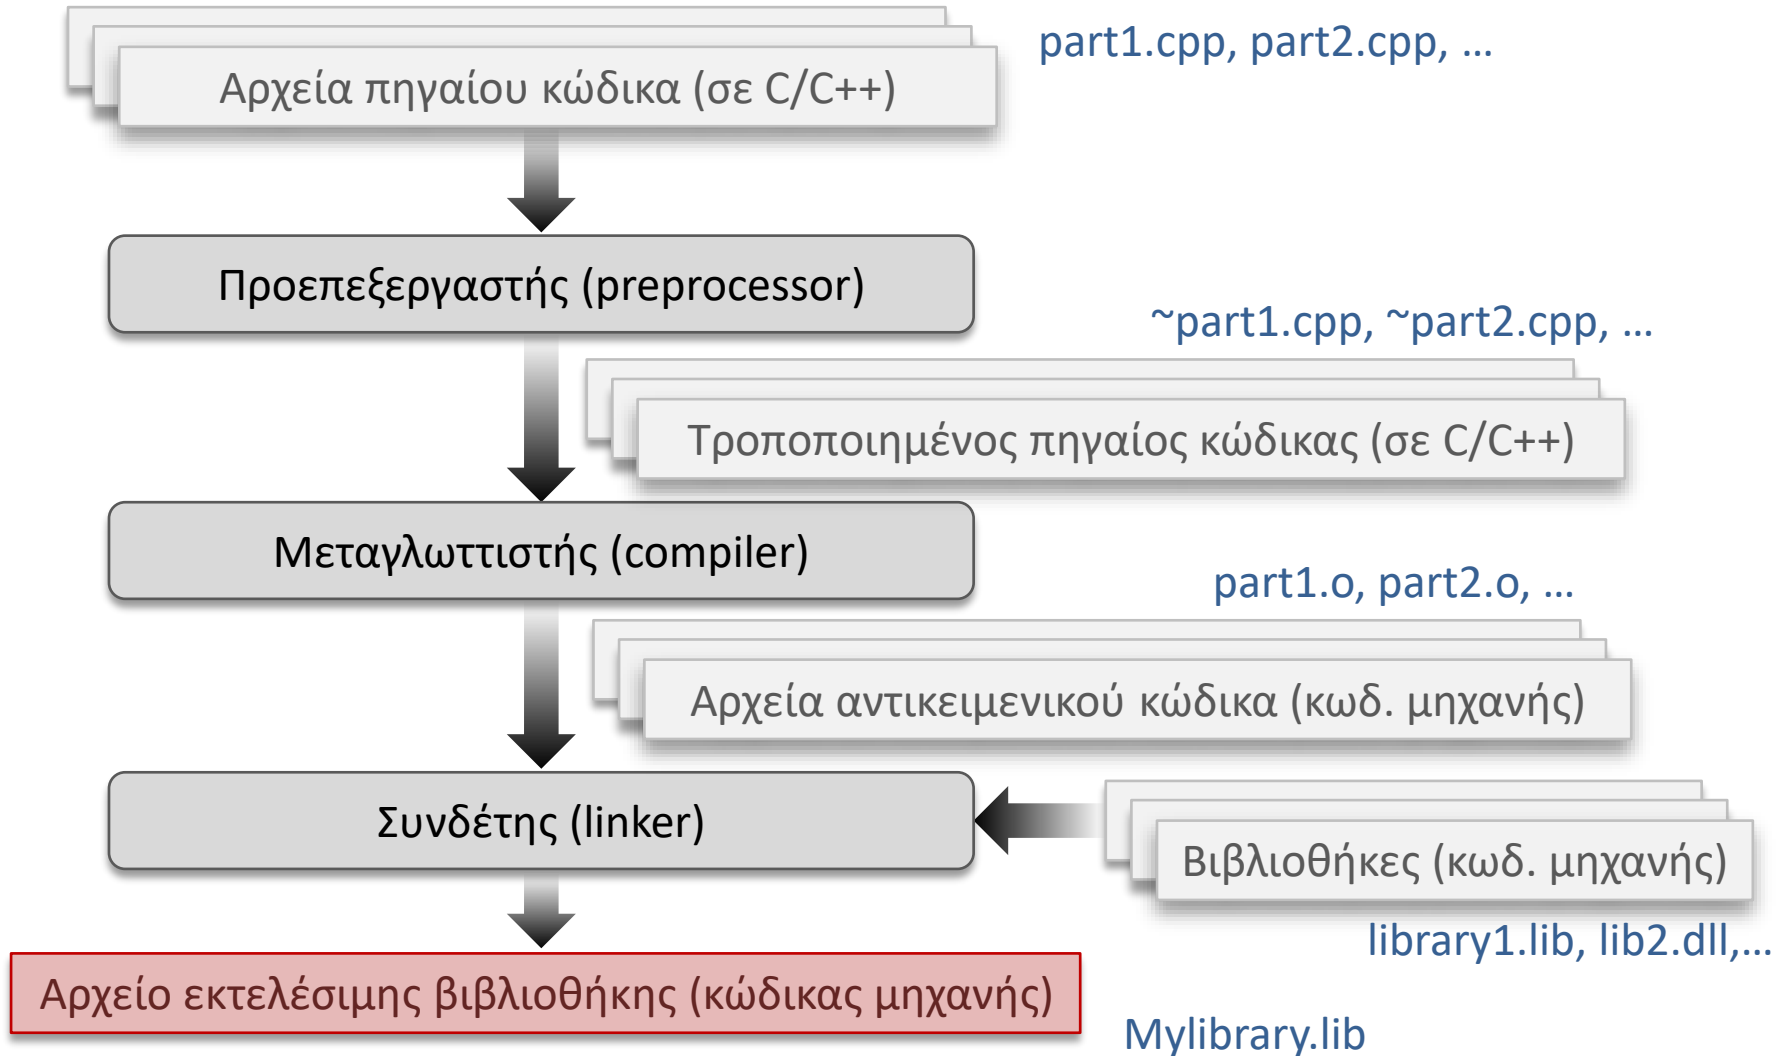 part1.cpp, part2.cpp, …
Αρχεία πηγαίου κώδικα (σε C/C++)
Προεπεξεργαστής (preprocessor)
~part1.cpp, ~part2.cpp, …
Τροποποιημένος πηγαίος κώδικας (σε C/C++)
Μεταγλωττιστής (compiler)
part1.o, part2.o, …
Αρχεία αντικειμενικού κώδικα (κωδ. μηχανής)
Συνδέτης (linker)
Βιβλιοθήκες (κωδ. μηχανής)
library1.lib, lib2.dll,…
Αρχείο εκτελέσιμης βιβλιοθήκης (κώδικας μηχανής)
Mylibrary.lib